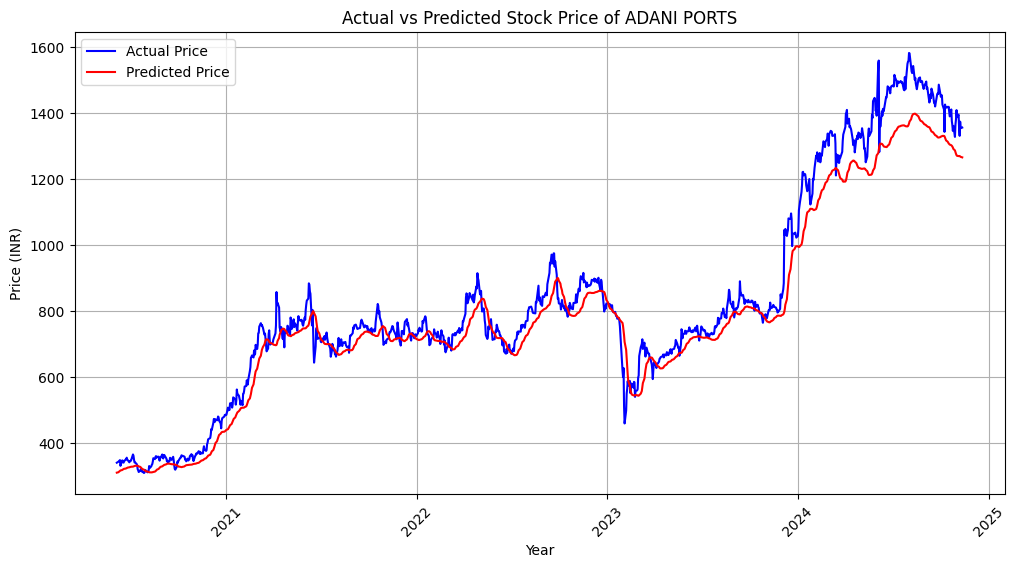 Actual vs Predicted Stock Price of ADANI PORTS
Actual Price
Predicted Price
Price (INR)
1600
1400
1200
1000
800
600
400
2021
2022
2023
2024
2025
Year